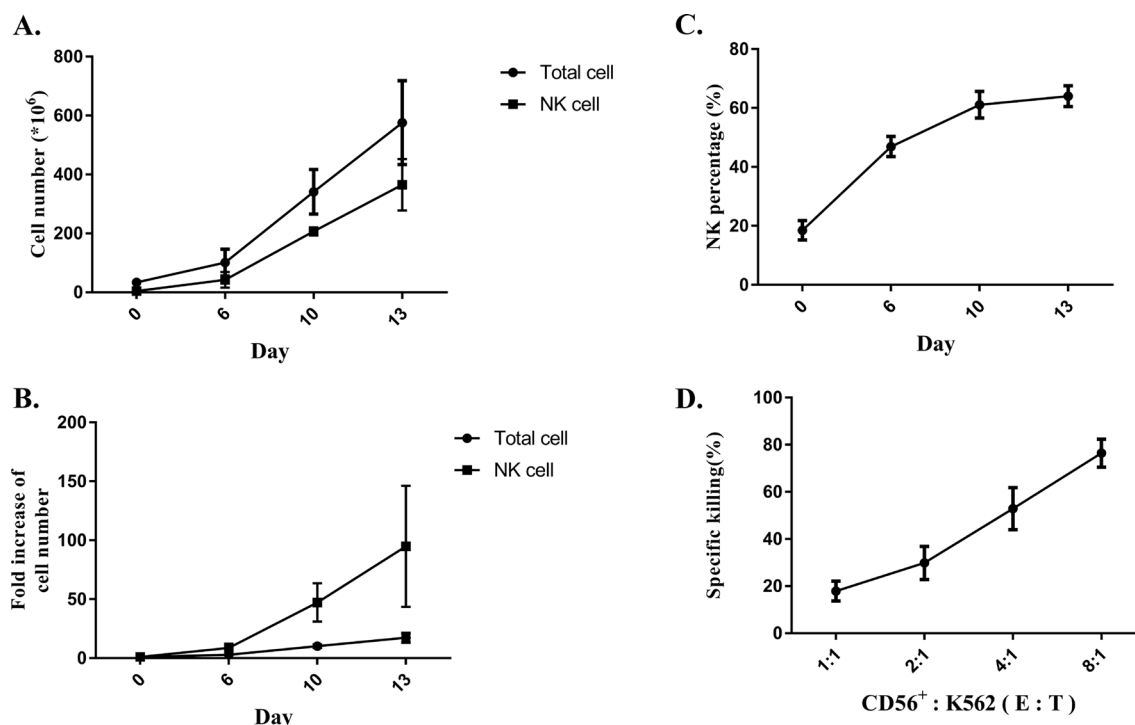 A.
800
600
400
200
0
Cell number (*10⁶)
0 6 10 13
Day
Total cell
NK cell
B.
200
150
100
50
0
Fold increase of
cell number
0 6 10 13
Day
Total cell
NK cell
C.
80
60
40
20
0
NK percentage (%)
0 6 10 13
Day
D.
100
80
60
40
20
0
Specific killing(%)
1:1 2:1 4:1 8:1
CD56⁺ : K562 ( E : T )